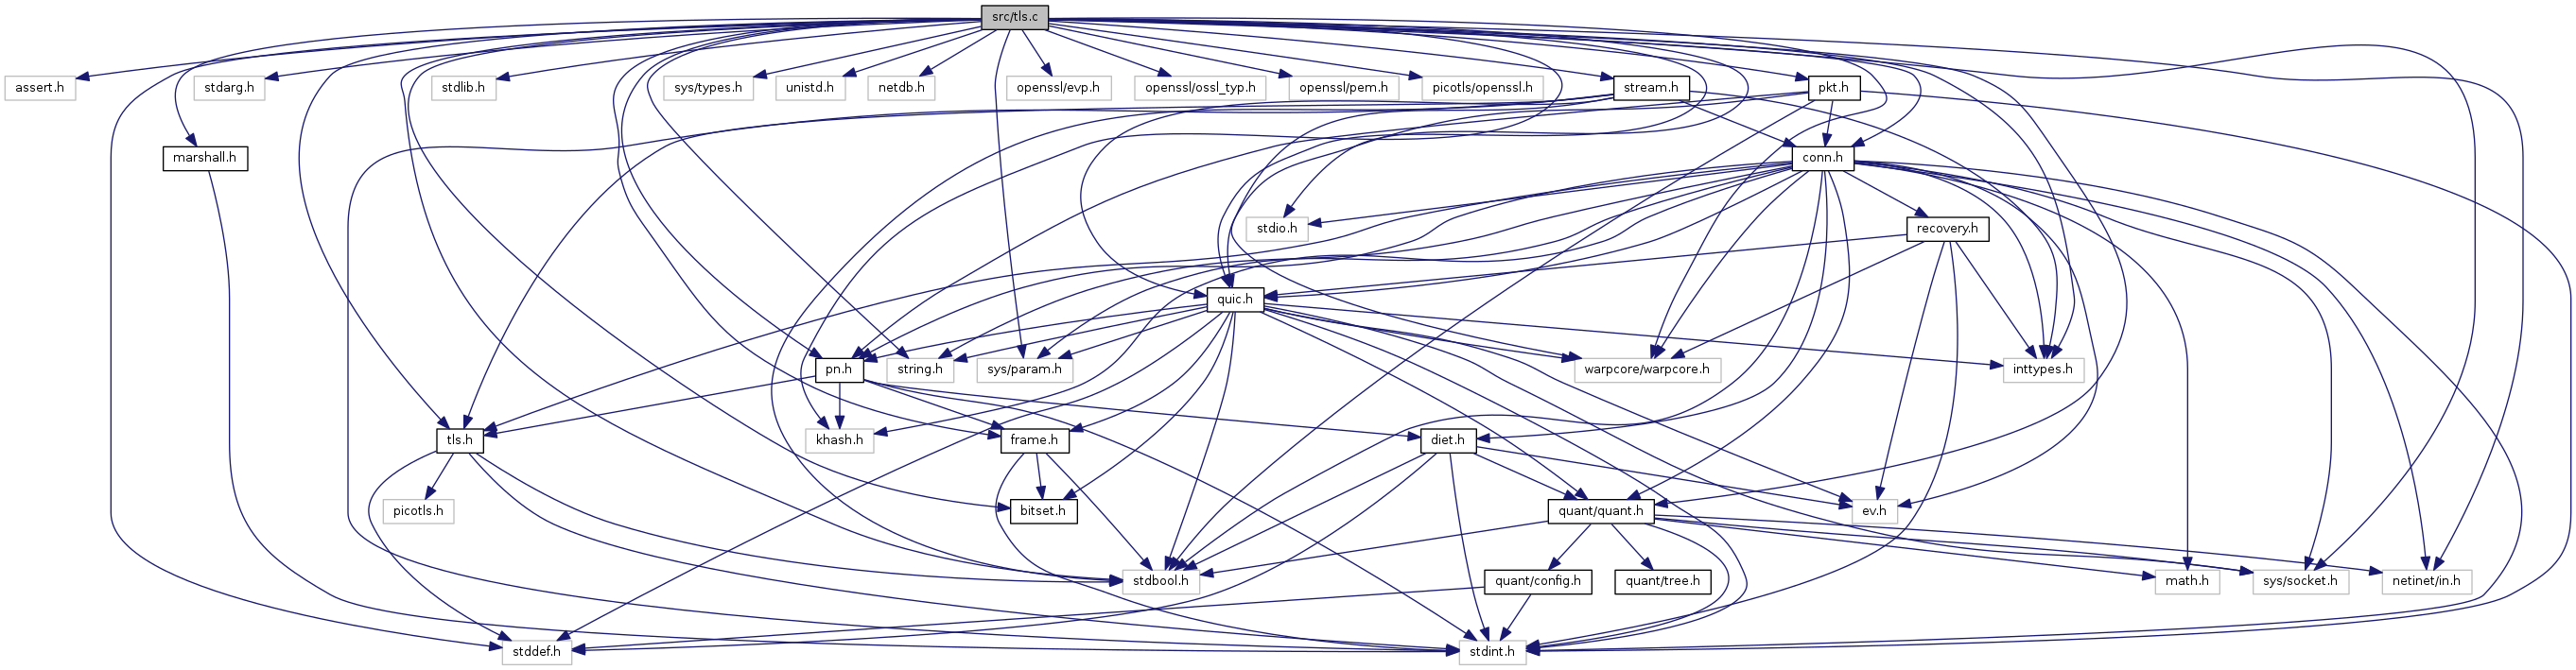 src/tls.c
assert.h
stdarg.h
stdlib.h
sys/types.h
unistd.h
netdb.h
openssl/evp.h
openssl/ossl_typ.h
openssl/pem.h
picotls/openssl.h
stream.h
pkt.h
marshall.h
conn.h
stdio.h
recovery.h
quic.h
pn.h
string.h
sys/param.h
warpcore/warpcore.h
inttypes.h
tls.h
khash.h
frame.h
diet.h
picotls.h
bitset.h
quant/quant.h
ev.h
stdbool.h
quant/config.h
quant/tree.h
math.h
sys/socket.h
netinet/in.h
stddef.h
stdint.h